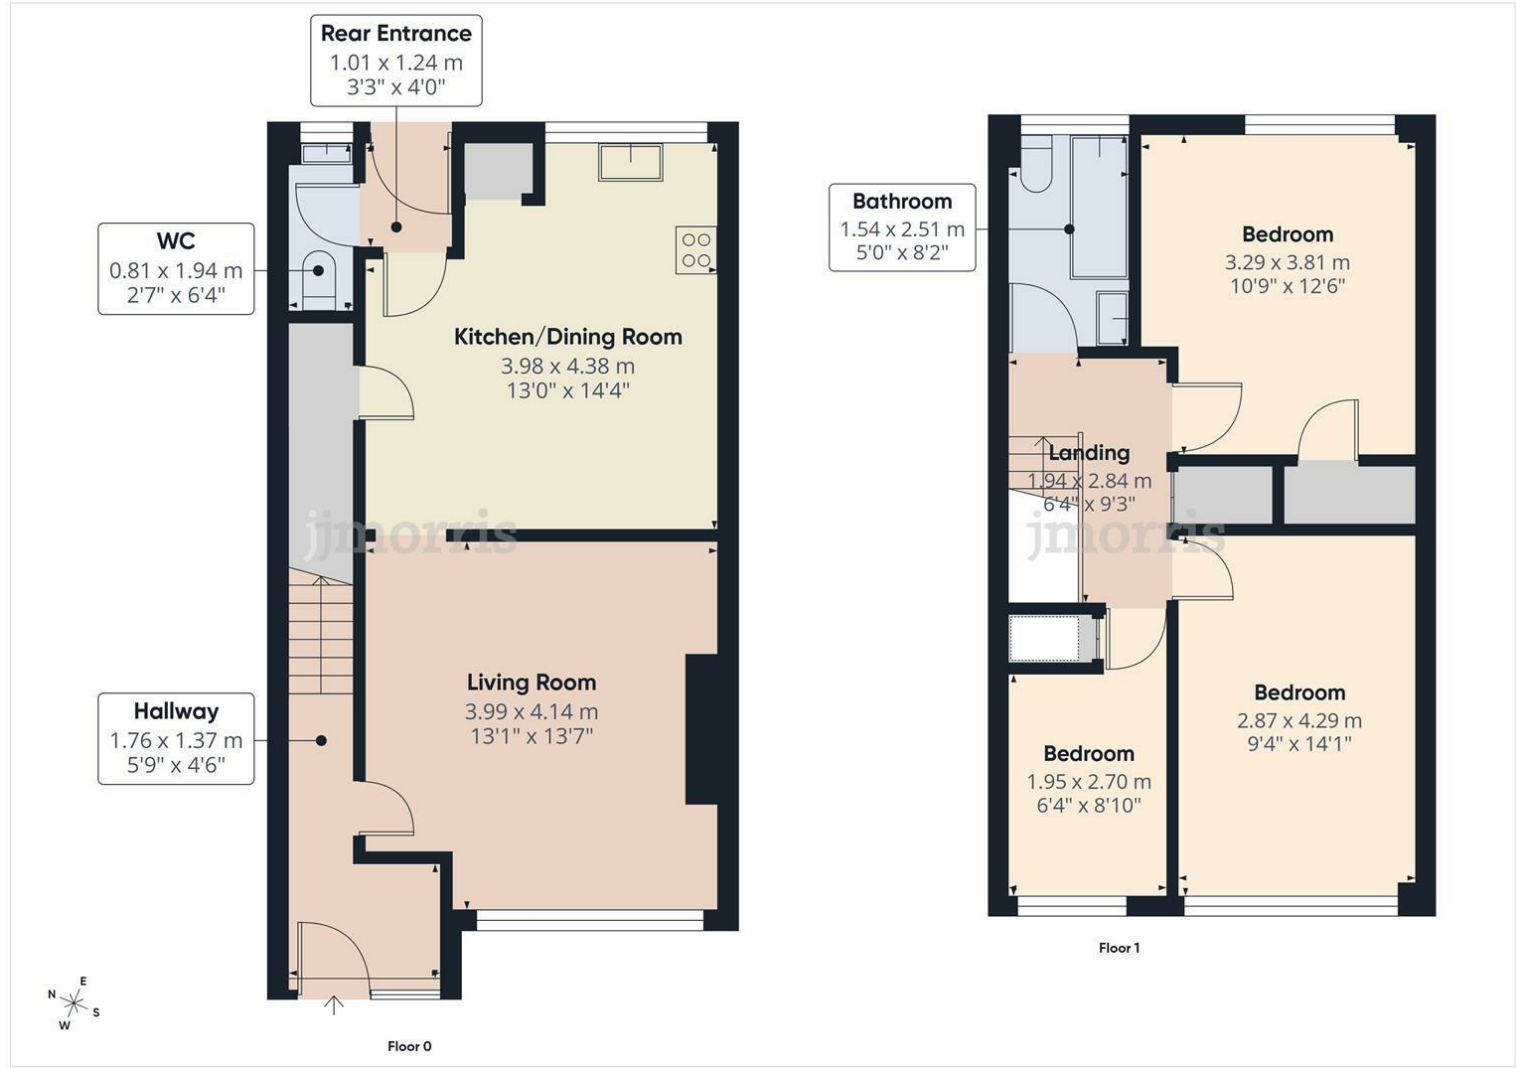 Rear Entrance
1.01 x 1.24 m
3'3" x 4'0"
WC
0.81 x 1.94 m
2'7" x 6'4"
Kitchen/Dining Room
3.98 x 4.38 m
13'0" x 14'4"
jjmorris
Living Room
3.99 x 4.14 m
13'1" x 13'7"
Hallway
1.76 x 1.37 m
5'9" x 4'6"
Floor 0
Bathroom
1.54 x 2.51 m
5'0" x 8'2"
Bedroom
3.29 x 3.81 m
10'9" x 12'6"
Landing
1.94 x 2.84 m
6'4" x 9'3"
jjmorris
Bedroom
2.87 x 4.29 m
9'4" x 14'1"
Bedroom
1.95 x 2.70 m
6'4" x 8'10"
Floor 1
N
E
S
W